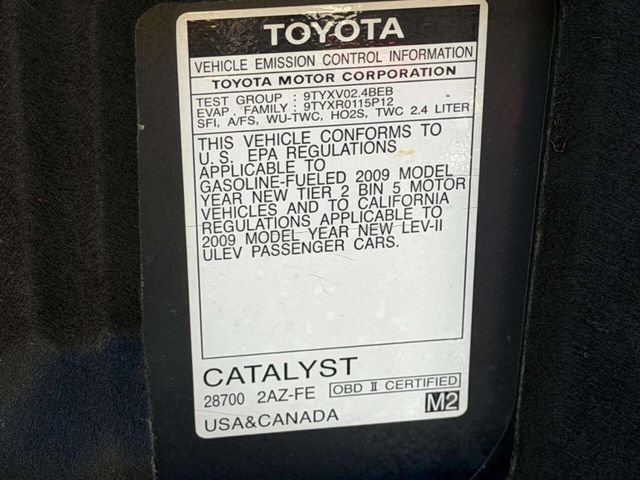 TOYOTA
VEHICLE EMISSION CONTROL INFORMATION
TOYOTA MOTOR CORPORATION
TEST GROUP : 9TYXV02.4BEB
EVAP. FAMILY : 9TYXR0115P12
SFI, A/FS, WU-TWC, HO2S, TWC 2.4 LITER
THIS VEHICLE CONFORMS TO
U. S. EPA REGULATIONS
APPLICABLE TO
GASOLINE-FUELED 2009 MODEL
YEAR NEW TIER 2 BIN 5 MOTOR
VEHICLES AND TO CALIFORNIA
REGULATIONS APPLICABLE TO
2009 MODEL YEAR NEW LEV-II
ULEV PASSENGER CARS.
CATALYST
28700 2AZ-FE OBD II CERTIFIED
USA&CANADA M2